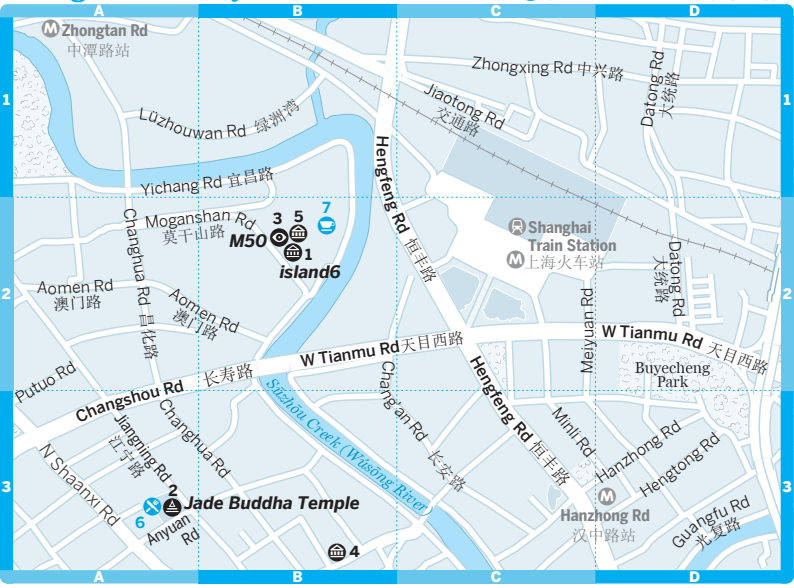 A
B
C
D
Zhongtan Rd
中潭路站
Zhongxing Rd 中兴路
Datong Rd
大统路
1
1
Jiaotong Rd
交通路
Lüzhouwan Rd 绿洲湾
Hengfeng Rd 恒丰路
Yichang Rd 宜昌路
Moganshan Rd
莫干山路
3
5
7
M50
1
island6
Changhua Rd 昌化路
Shanghai
Train Station
上海火车站
Datong Rd
大统路
2
2
Aomen Rd
澳门路
Aomen Rd
澳门路
Meiyuan Rd
W Tianmu Rd 天目西路
W Tianmu Rd 天目西路
Buyecheng
Park
Putuo Rd
Changshou Rd 长寿路
Sūzhōu Creek (Wúsōng River)
Chang'an Rd 长安路
Hengfeng Rd 恒丰路
Minli Rd
Hanzhong Rd
Hengtong Rd
Changhua Rd
Jiangning Rd
江宁路
N Shaanxi Rd
3
3
2
Jade Buddha Temple
6
Anyuan
Rd
4
Hanzhong Rd
汉中路站
Guangfu Rd
光复路
A
B
C
D